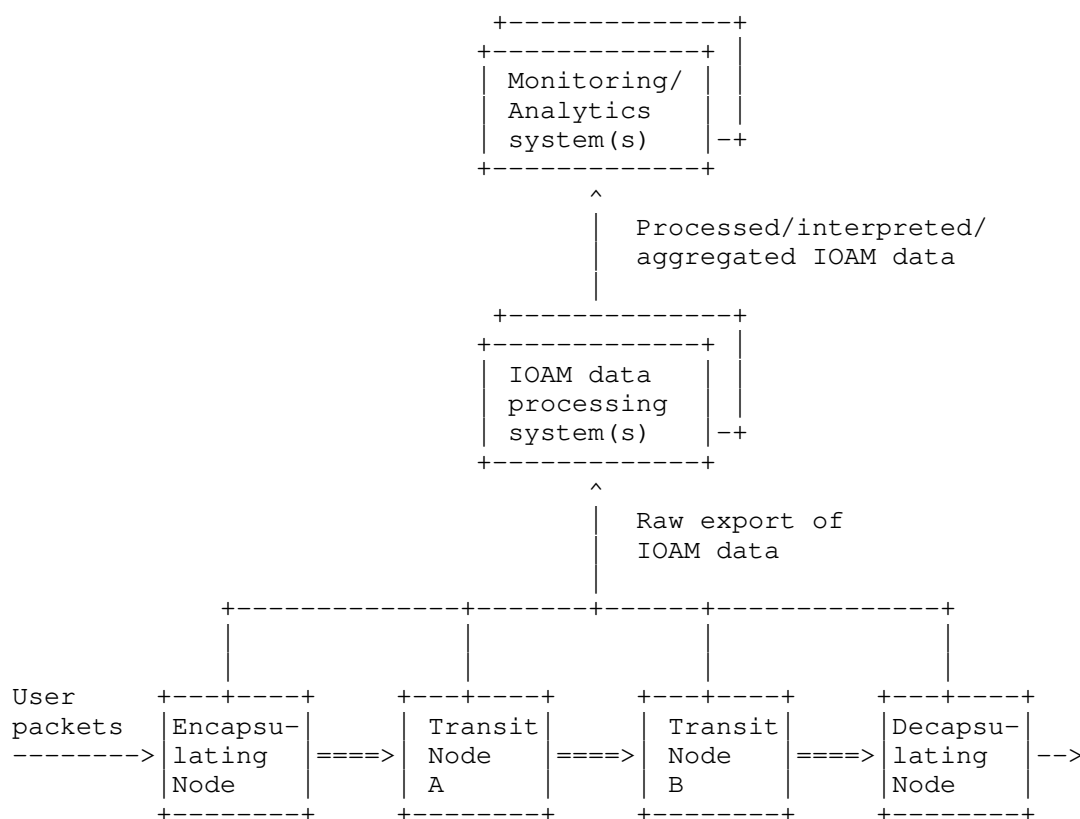 Monitoring/
Analytics
system(s)
Processed/interpreted/
aggregated IOAM data
IOAM data
processing
system(s)
Raw export of
IOAM data
User
packets
Encapsu-
lating
Node
Transit
Node
A
Transit
Node
B
Decapsu-
lating
Node